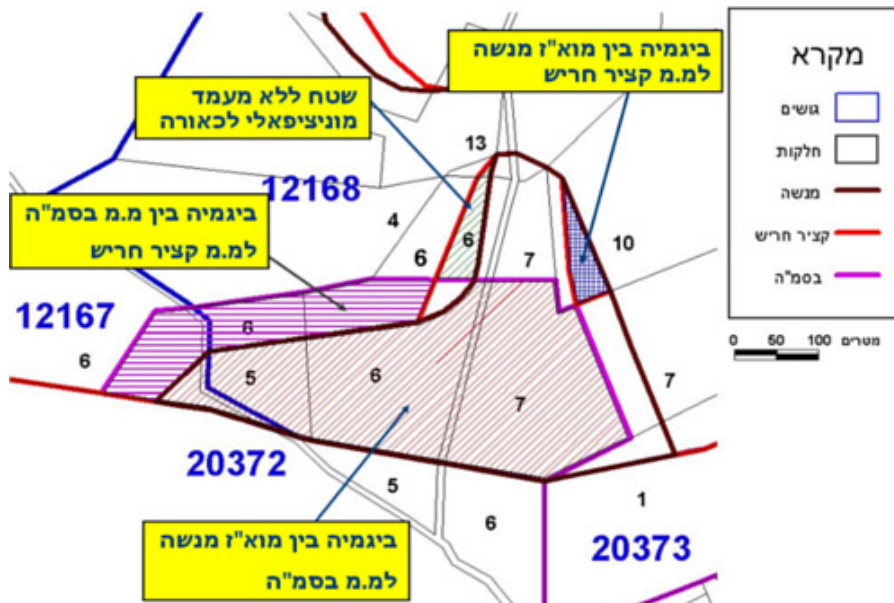 ביגמיה בין מוא"ז מנשה
למ.מ קציר חריש
שטח ללא מעמד
מוניציפאלי לכאורה
ביגמיה בין מ.מ בסמ"ה
למ.מ קציר חריש
ביגמיה בין מוא"ז מנשה
למ.מ בסמ"ה
13
12168
4
6
6
7
10
12167
6
6
5
6
7
7
20372
5
6
1
20373
מקרא
גושים
חלקות
מנשה
קציר חריש
בסמ"ה
0 50 100 מטרים